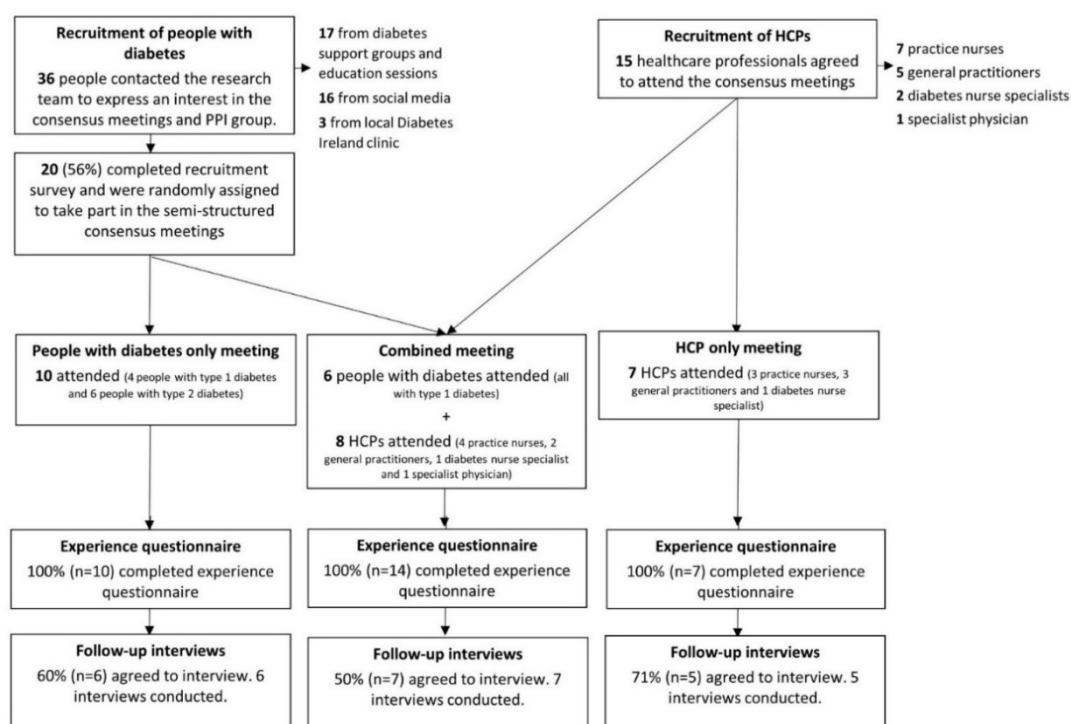 Recruitment of people with
diabetes
36 people contacted the research
team to express an interest in the
consensus meetings and PPI group.
17 from diabetes
support groups and
education sessions
16 from social media
3 from local Diabetes
Ireland clinic
Recruitment of HCPs
15 healthcare professionals agreed
to attend the consensus meetings
7 practice nurses
5 general practitioners
2 diabetes nurse specialists
1 specialist physician
20 (56%) completed recruitment
survey and were randomly assigned
to take part in the semi-structured
consensus meetings
People with diabetes only meeting
10 attended (4 people with type 1 diabetes
and 6 people with type 2 diabetes)
Combined meeting
6 people with diabetes attended (all
with type 1 diabetes)
+
8 HCPs attended (4 practice nurses, 2
general practitioners, 1 diabetes nurse specialist
and 1 specialist physician)
HCP only meeting
7 HCPs attended (3 practice nurses, 3
general practitioners and 1 diabetes nurse
specialist)
Experience questionnaire
100% (n=10) completed experience
questionnaire
Experience questionnaire
100% (n=14) completed experience
questionnaire
Experience questionnaire
100% (n=7) completed experience
questionnaire
Follow-up interviews
60% (n=6) agreed to interview. 6
interviews conducted.
Follow-up interviews
50% (n=7) agreed to interview. 7
interviews conducted.
Follow-up interviews
71% (n=5) agreed to interview. 5
interviews conducted.